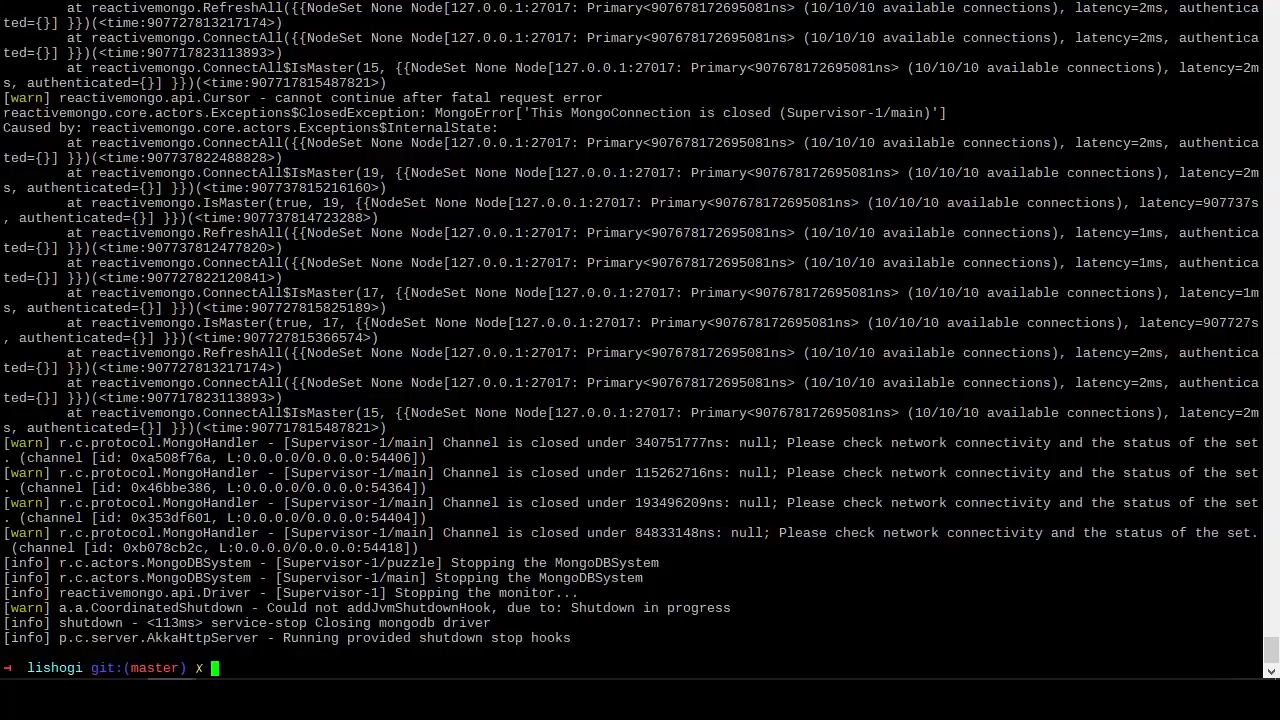 at reactivemongo.RefreshAll({{NodeSet None Node[127.0.0.1:27017: Primary<907678172695081ns> (10/10/10 available connections), latency=2ms, authentica
ted={}] }})(<time:907727813217174>)
at reactivemongo.ConnectAll({{NodeSet None Node[127.0.0.1:27017: Primary<907678172695081ns> (10/10/10 available connections), latency=2ms, authentica
ted={}] }})(<time:907717823113893>)
at reactivemongo.ConnectAll$IsMaster(15, {{NodeSet None Node[127.0.0.1:27017: Primary<907678172695081ns> (10/10/10 available connections), latency=2m
s, authenticated={}] }})(<time:907717815487821>)
[warn] reactivemongo.api.Cursor - cannot continue after fatal request error
reactivemongo.core.actors.Exceptions$ClosedException: MongoError['This MongoConnection is closed (Supervisor-1/main)']
Caused by: reactivemongo.core.actors.Exceptions$InternalState:
at reactivemongo.ConnectAll({{NodeSet None Node[127.0.0.1:27017: Primary<907678172695081ns> (10/10/10 available connections), latency=2ms, authentica
ted={}] }})(<time:907737822488828>)
at reactivemongo.ConnectAll$IsMaster(19, {{NodeSet None Node[127.0.0.1:27017: Primary<907678172695081ns> (10/10/10 available connections), latency=2m
s, authenticated={}] }})(<time:907737815216160>)
at reactivemongo.IsMaster(true, 19, {{NodeSet None Node[127.0.0.1:27017: Primary<907678172695081ns> (10/10/10 available connections), latency=907737s
, authenticated={}] }})(<time:907737814723288>)
at reactivemongo.RefreshAll({{NodeSet None Node[127.0.0.1:27017: Primary<907678172695081ns> (10/10/10 available connections), latency=1ms, authentica
ted={}] }})(<time:907737812477820>)
at reactivemongo.ConnectAll({{NodeSet None Node[127.0.0.1:27017: Primary<907678172695081ns> (10/10/10 available connections), latency=1ms, authentica
ted={}] }})(<time:907727822120841>)
at reactivemongo.ConnectAll$IsMaster(17, {{NodeSet None Node[127.0.0.1:27017: Primary<907678172695081ns> (10/10/10 available connections), latency=1m
s, authenticated={}] }})(<time:907727815825189>)
at reactivemongo.IsMaster(true, 17, {{NodeSet None Node[127.0.0.1:27017: Primary<907678172695081ns> (10/10/10 available connections), latency=907727s
, authenticated={}] }})(<time:907727815366574>)
at reactivemongo.RefreshAll({{NodeSet None Node[127.0.0.1:27017: Primary<907678172695081ns> (10/10/10 available connections), latency=2ms, authentica
ted={}] }})(<time:907727813217174>)
at reactivemongo.ConnectAll({{NodeSet None Node[127.0.0.1:27017: Primary<907678172695081ns> (10/10/10 available connections), latency=2ms, authentica
ted={}] }})(<time:907717823113893>)
at reactivemongo.ConnectAll$IsMaster(15, {{NodeSet None Node[127.0.0.1:27017: Primary<907678172695081ns> (10/10/10 available connections), latency=2m
s, authenticated={}] }})(<time:907717815487821>)
[warn] r.c.protocol.MongoHandler - [Supervisor-1/main] Channel is closed under 340751777ns: null; Please check network connectivity and the status of the set
. (channel [id: 0xa508f76a, L:0.0.0.0/0.0.0.0:54406])
[warn] r.c.protocol.MongoHandler - [Supervisor-1/main] Channel is closed under 115262716ns: null; Please check network connectivity and the status of the set
. (channel [id: 0x46bbe386, L:0.0.0.0/0.0.0.0:54364])
[warn] r.c.protocol.MongoHandler - [Supervisor-1/main] Channel is closed under 193496209ns: null; Please check network connectivity and the status of the set
. (channel [id: 0x353df601, L:0.0.0.0/0.0.0.0:54404])
[warn] r.c.protocol.MongoHandler - [Supervisor-1/main] Channel is closed under 84833148ns: null; Please check network connectivity and the status of the set.
(channel [id: 0xb078cb2c, L:0.0.0.0/0.0.0.0:54418])
[info] r.c.actors.MongoDBSystem - [Supervisor-1/puzzle] Stopping the MongoDBSystem
[info] r.c.actors.MongoDBSystem - [Supervisor-1/main] Stopping the MongoDBSystem
[info] reactivemongo.api.Driver - [Supervisor-1] Stopping the monitor...
[warn] a.a.CoordinatedShutdown - Could not addJvmShutdownHook, due to: Shutdown in progress
[info] shutdown - <113ms> service-stop Closing mongodb driver
[info] p.c.server.AkkaHttpServer - Running provided shutdown stop hooks
lishogi git:(master) ✗